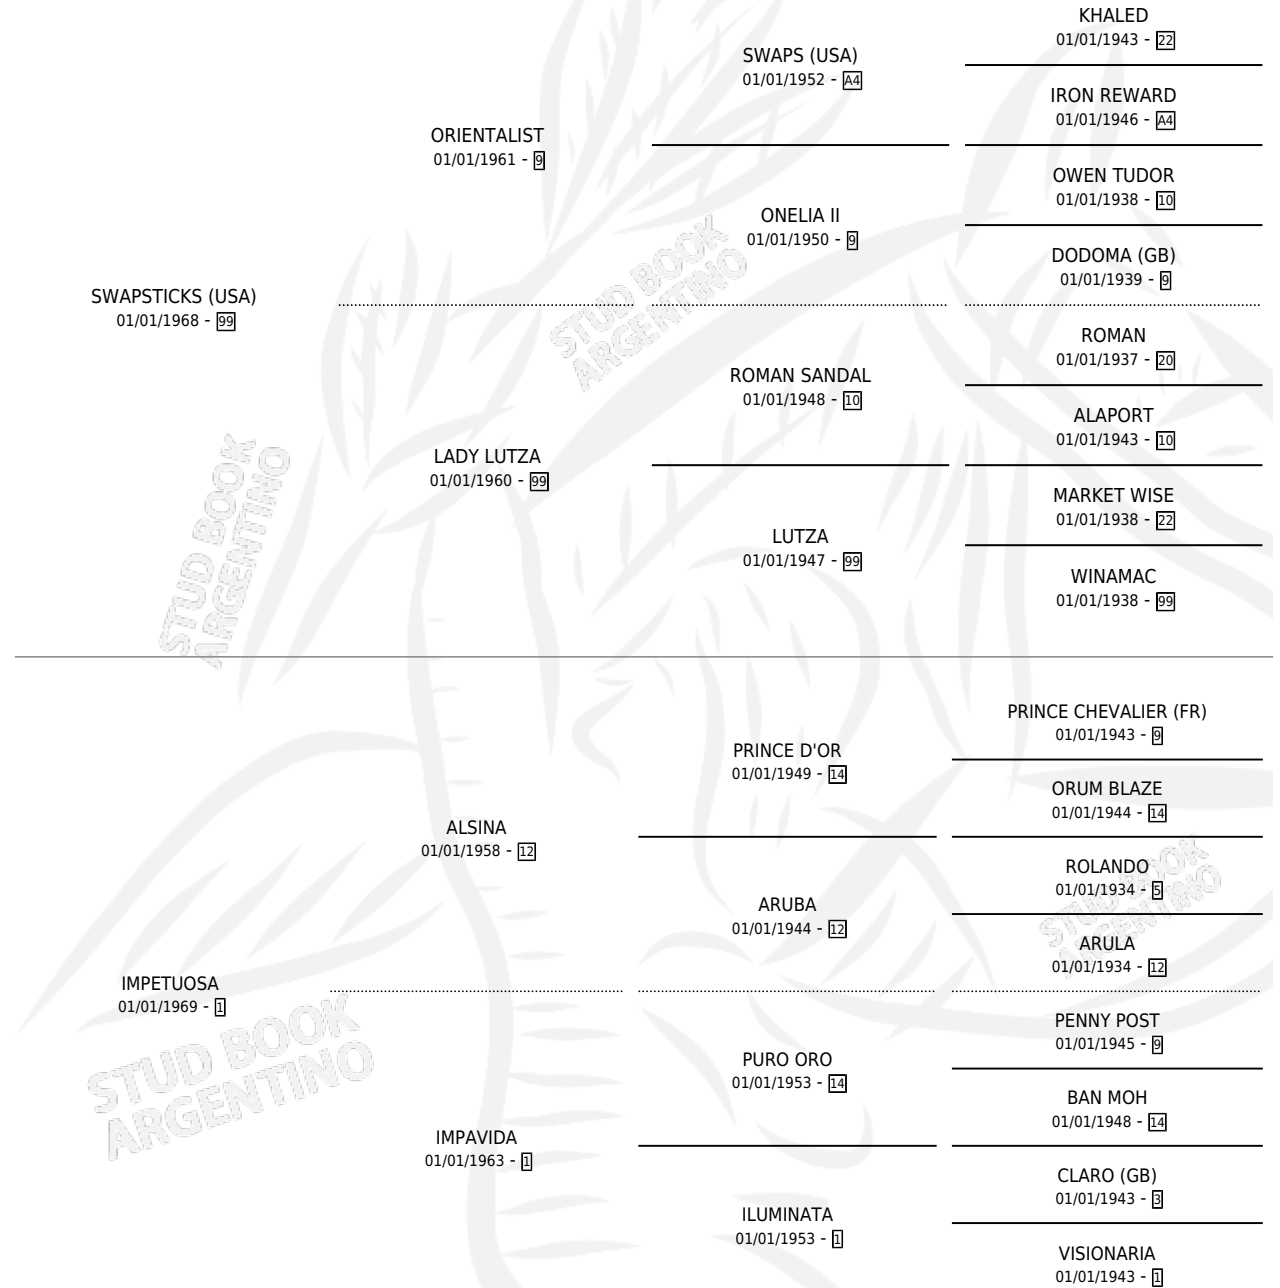 KHALED
01/01/1943 - 22
SWAPS (USA)
01/01/1952 - A4
IRON REWARD
01/01/1946 - A4
ORIENTALIST
01/01/1961 - 9
OWEN TUDOR
01/01/1938 - 10
ONELIA II
01/01/1950 - 9
DODOMA (GB)
01/01/1939 - 9
SWAPSTICKS (USA)
01/01/1968 - 99
ROMAN
01/01/1937 - 20
ROMAN SANDAL
01/01/1948 - 10
ALAPORT
01/01/1943 - 10
LADY LUTZA
01/01/1960 - 99
MARKET WISE
01/01/1938 - 22
LUTZA
01/01/1947 - 99
WINAMAC
01/01/1938 - 99
PRINCE CHEVALIER (FR)
01/01/1943 - 9
PRINCE D'OR
01/01/1949 - 14
ORUM BLAZE
01/01/1944 - 14
ALSINA
01/01/1958 - 12
ROLANDO
01/01/1934 - 5
ARUBA
01/01/1944 - 12
ARULA
01/01/1934 - 12
IMPETUOSA
01/01/1969 - 1
PENNY POST
01/01/1945 - 9
PURO ORO
01/01/1953 - 14
BAN MOH
01/01/1948 - 14
IMPAVIDA
01/01/1963 - 1
CLARO (GB)
01/01/1943 - 3
ILUMINATA
01/01/1953 - 1
VISIONARIA
01/01/1943 - 1
STUD BOOK
ARGENTINO
STUD BOOK
ARGENTINO
STUD BOOK
ARGENTINO
STUD BOOK
ARGENTINO